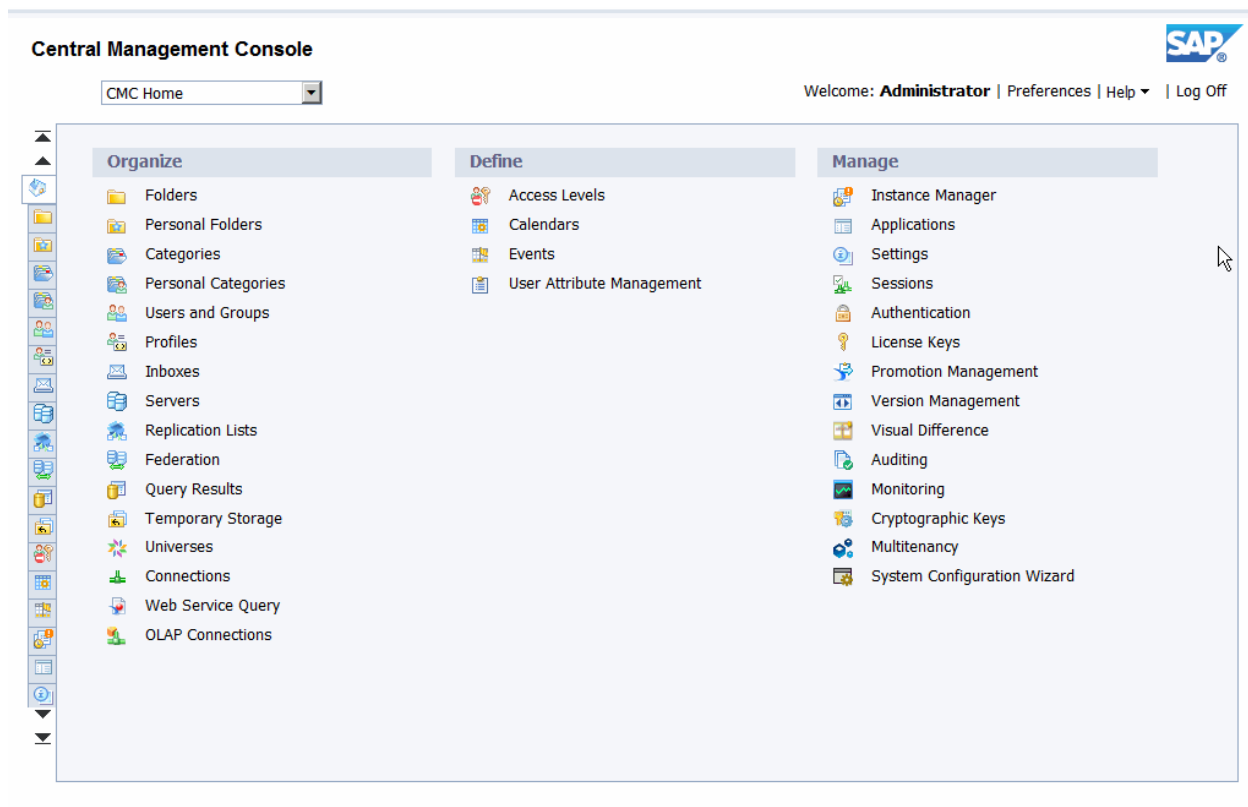 Central Management Console
SAP®
CMC Home
Welcome: Administrator | Preferences | Help | Log Off
Organize
Folders
Personal Folders
Categories
Personal Categories
Users and Groups
Profiles
Inboxes
Servers
Replication Lists
Federation
Query Results
Temporary Storage
Universes
Connections
Web Service Query
OLAP Connections
Define
Access Levels
Calendars
Events
User Attribute Management
Manage
Instance Manager
Applications
Settings
Sessions
Authentication
License Keys
Promotion Management
Version Management
Visual Difference
Auditing
Monitoring
Cryptographic Keys
Multitenancy
System Configuration Wizard